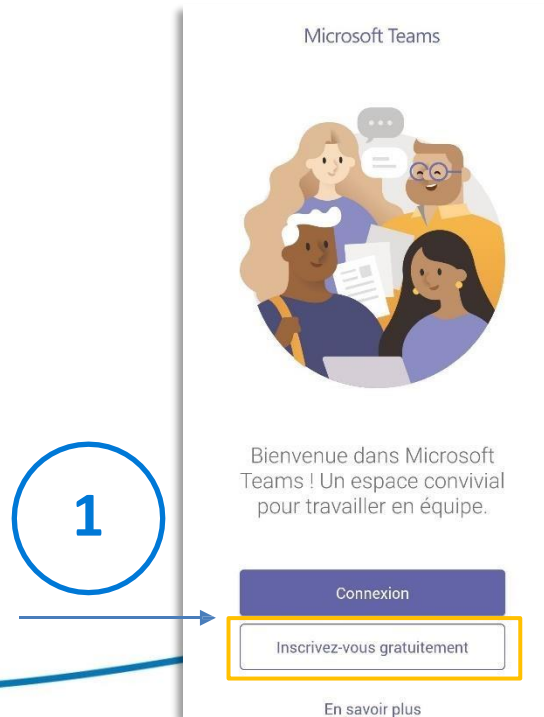 Microsoft Teams
Bienvenue dans Microsoft
Teams ! Un espace convivial
pour travailler en équipe.
1
Connexion
Inscrivez-vous gratuitement
En savoir plus